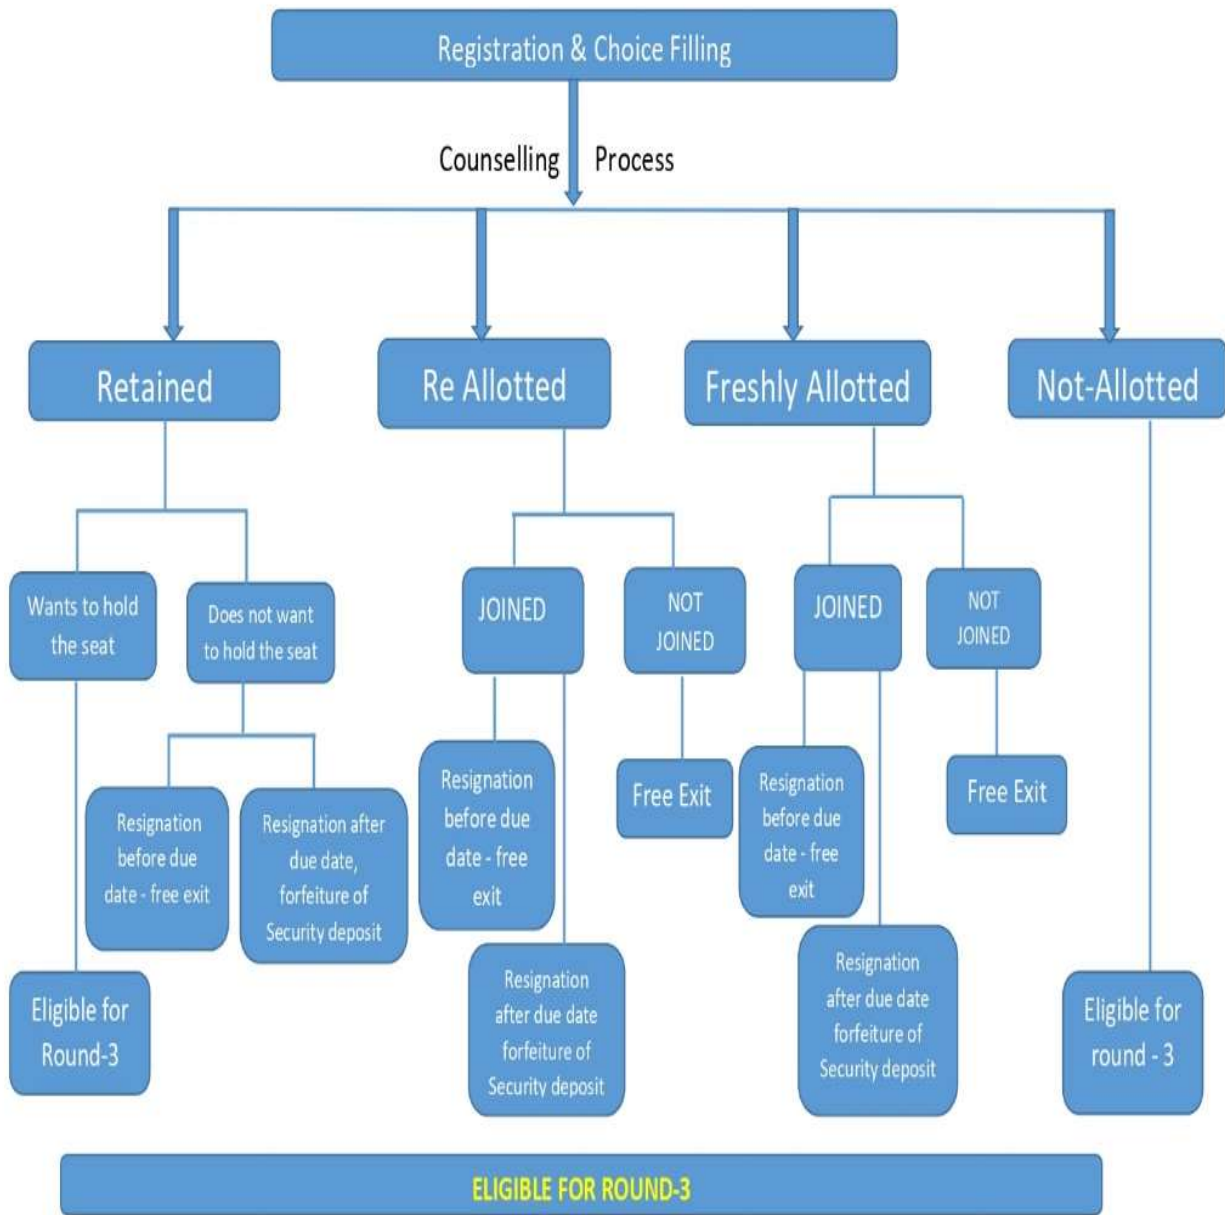 Registration & Choice Filling
Counselling Process
Retained
Re Allotted
Freshly Allotted
Not-Allotted
Wants to hold
the seat
Does not want
to hold the seat
JOINED
NOT
JOINED
JOINED
NOT
JOINED
Resignation
before due
date - free exit
Resignation after
due date,
forfeiture of
Security deposit
Resignation
before due
date - free
exit
Free Exit
Resignation
before due
date - free
exit
Free Exit
Eligible for
Round-3
Resignation
after due date
forfeiture of
Security deposit
Resignation
after due date
forfeiture of
Security deposit
Eligible for
round - 3
ELIGIBLE FOR ROUND-3